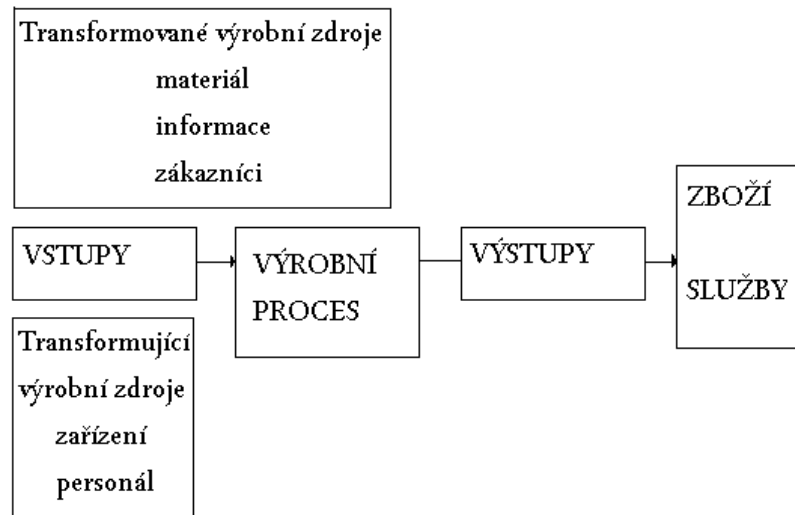 Transformované výrobní zdroje
materiál
informace
zákazníci
VSTUPY
VÝROBNÍ
PROCES
VÝSTUPY
ZBOŽÍ
SLUŽBY
Transformující
výrobní zdroje
zařízení
personál